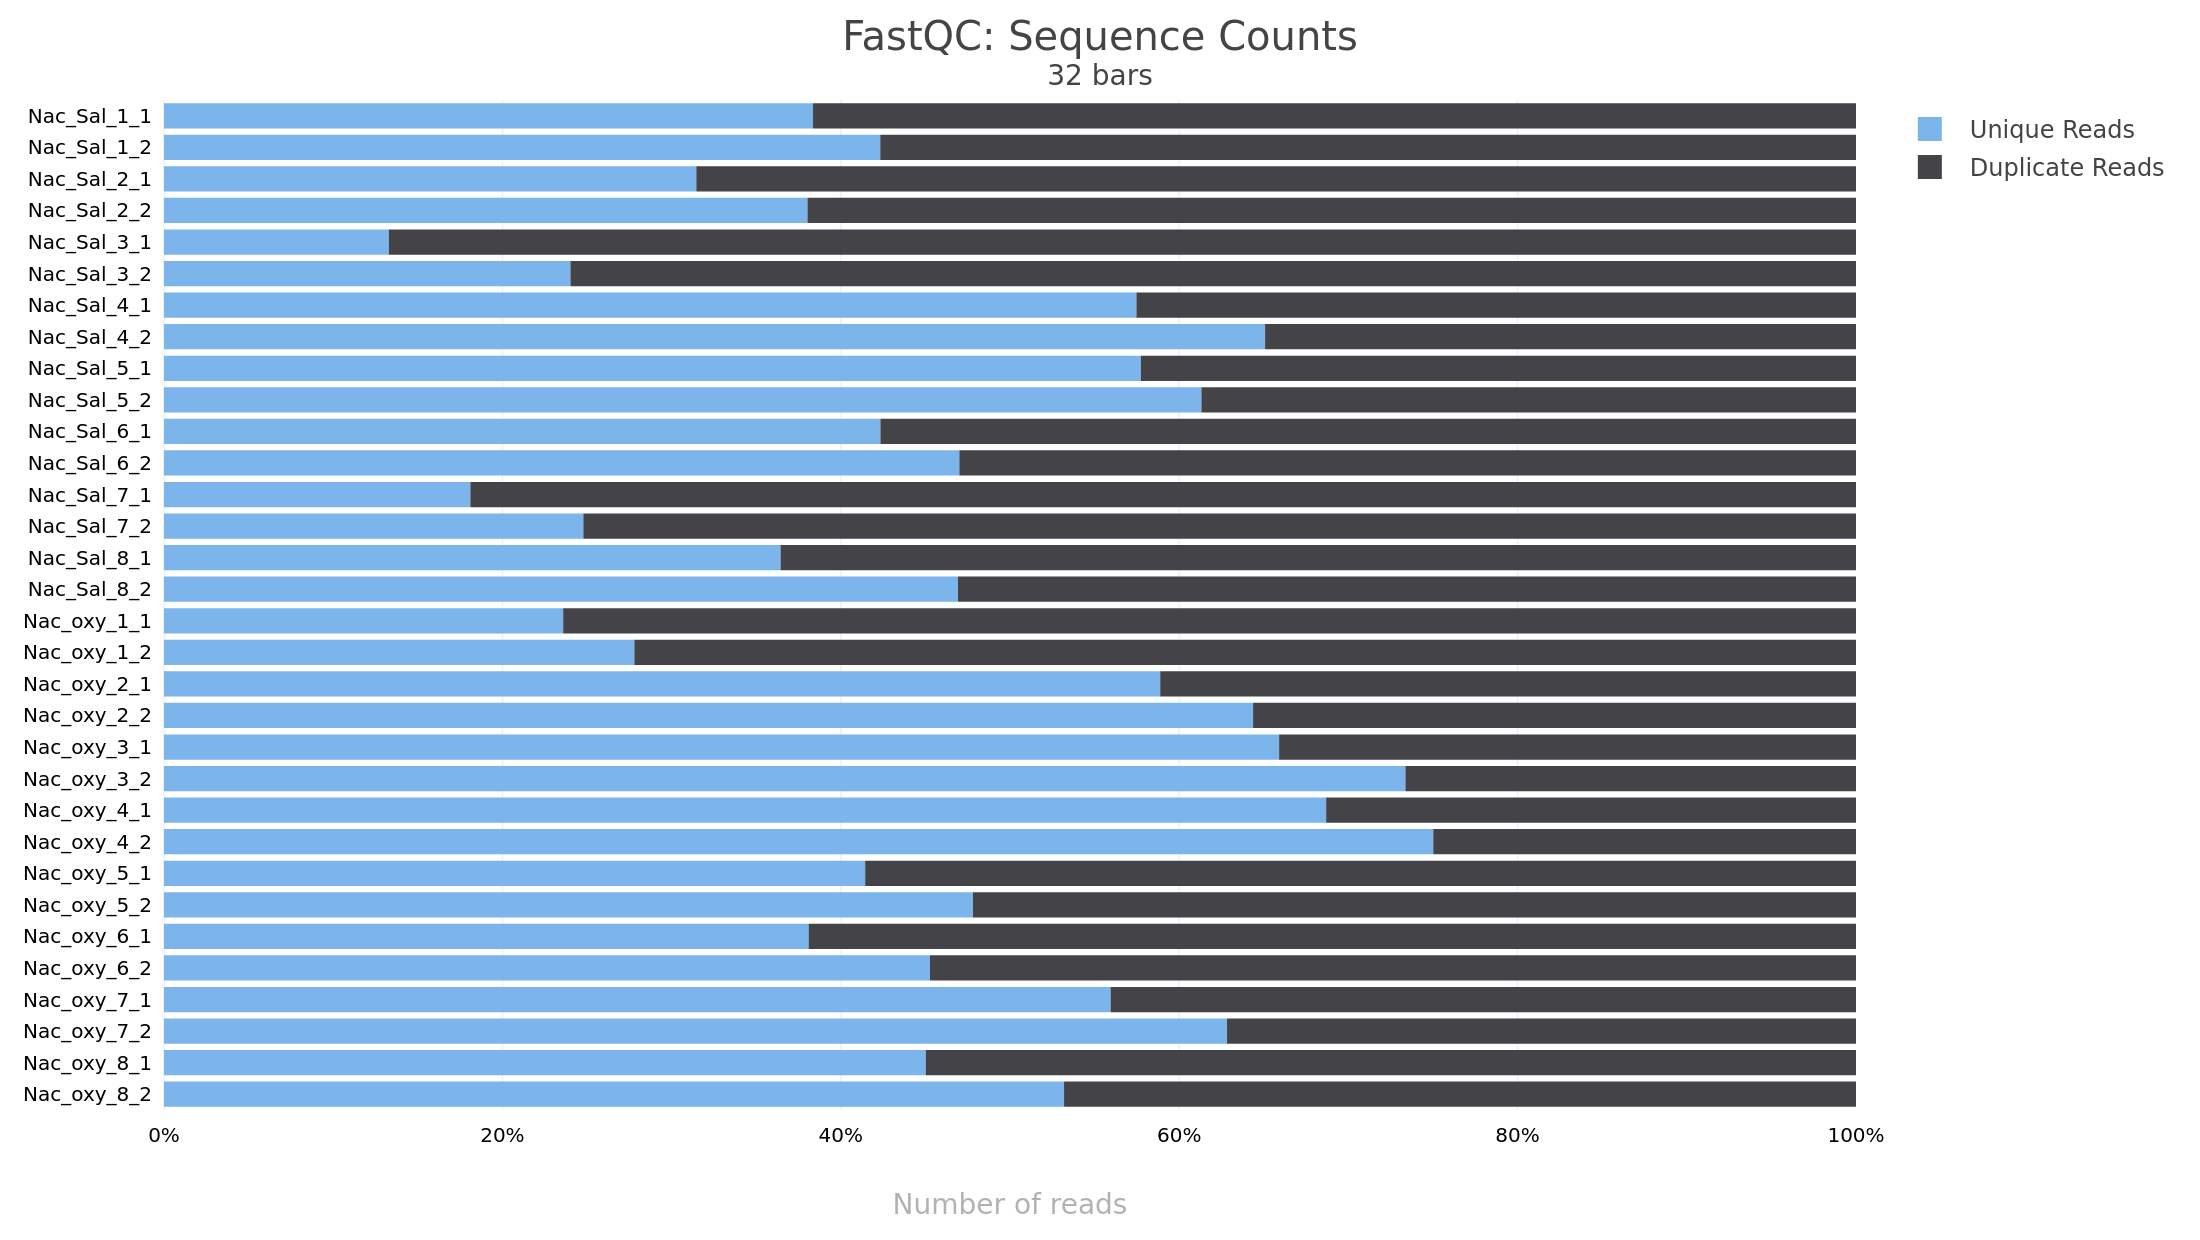 FastQC: Sequence Counts
32 bars
Nac_Sal_1_1
Nac_Sal_1_2
Nac_Sal_2_1
Nac_Sal_2_2
Nac_Sal_3_1
Nac_Sal_3_2
Nac_Sal_4_1
Nac_Sal_4_2
Nac_Sal_5_1
Nac_Sal_5_2
Nac_Sal_6_1
Nac_Sal_6_2
Nac_Sal_7_1
Nac_Sal_7_2
Nac_Sal_8_1
Nac_Sal_8_2
Nac_oxy_1_1
Nac_oxy_1_2
Nac_oxy_2_1
Nac_oxy_2_2
Nac_oxy_3_1
Nac_oxy_3_2
Nac_oxy_4_1
Nac_oxy_4_2
Nac_oxy_5_1
Nac_oxy_5_2
Nac_oxy_6_1
Nac_oxy_6_2
Nac_oxy_7_1
Nac_oxy_7_2
Nac_oxy_8_1
Nac_oxy_8_2
0% 20% 40% 60% 80% 100%
Number of reads
Unique Reads
Duplicate Reads